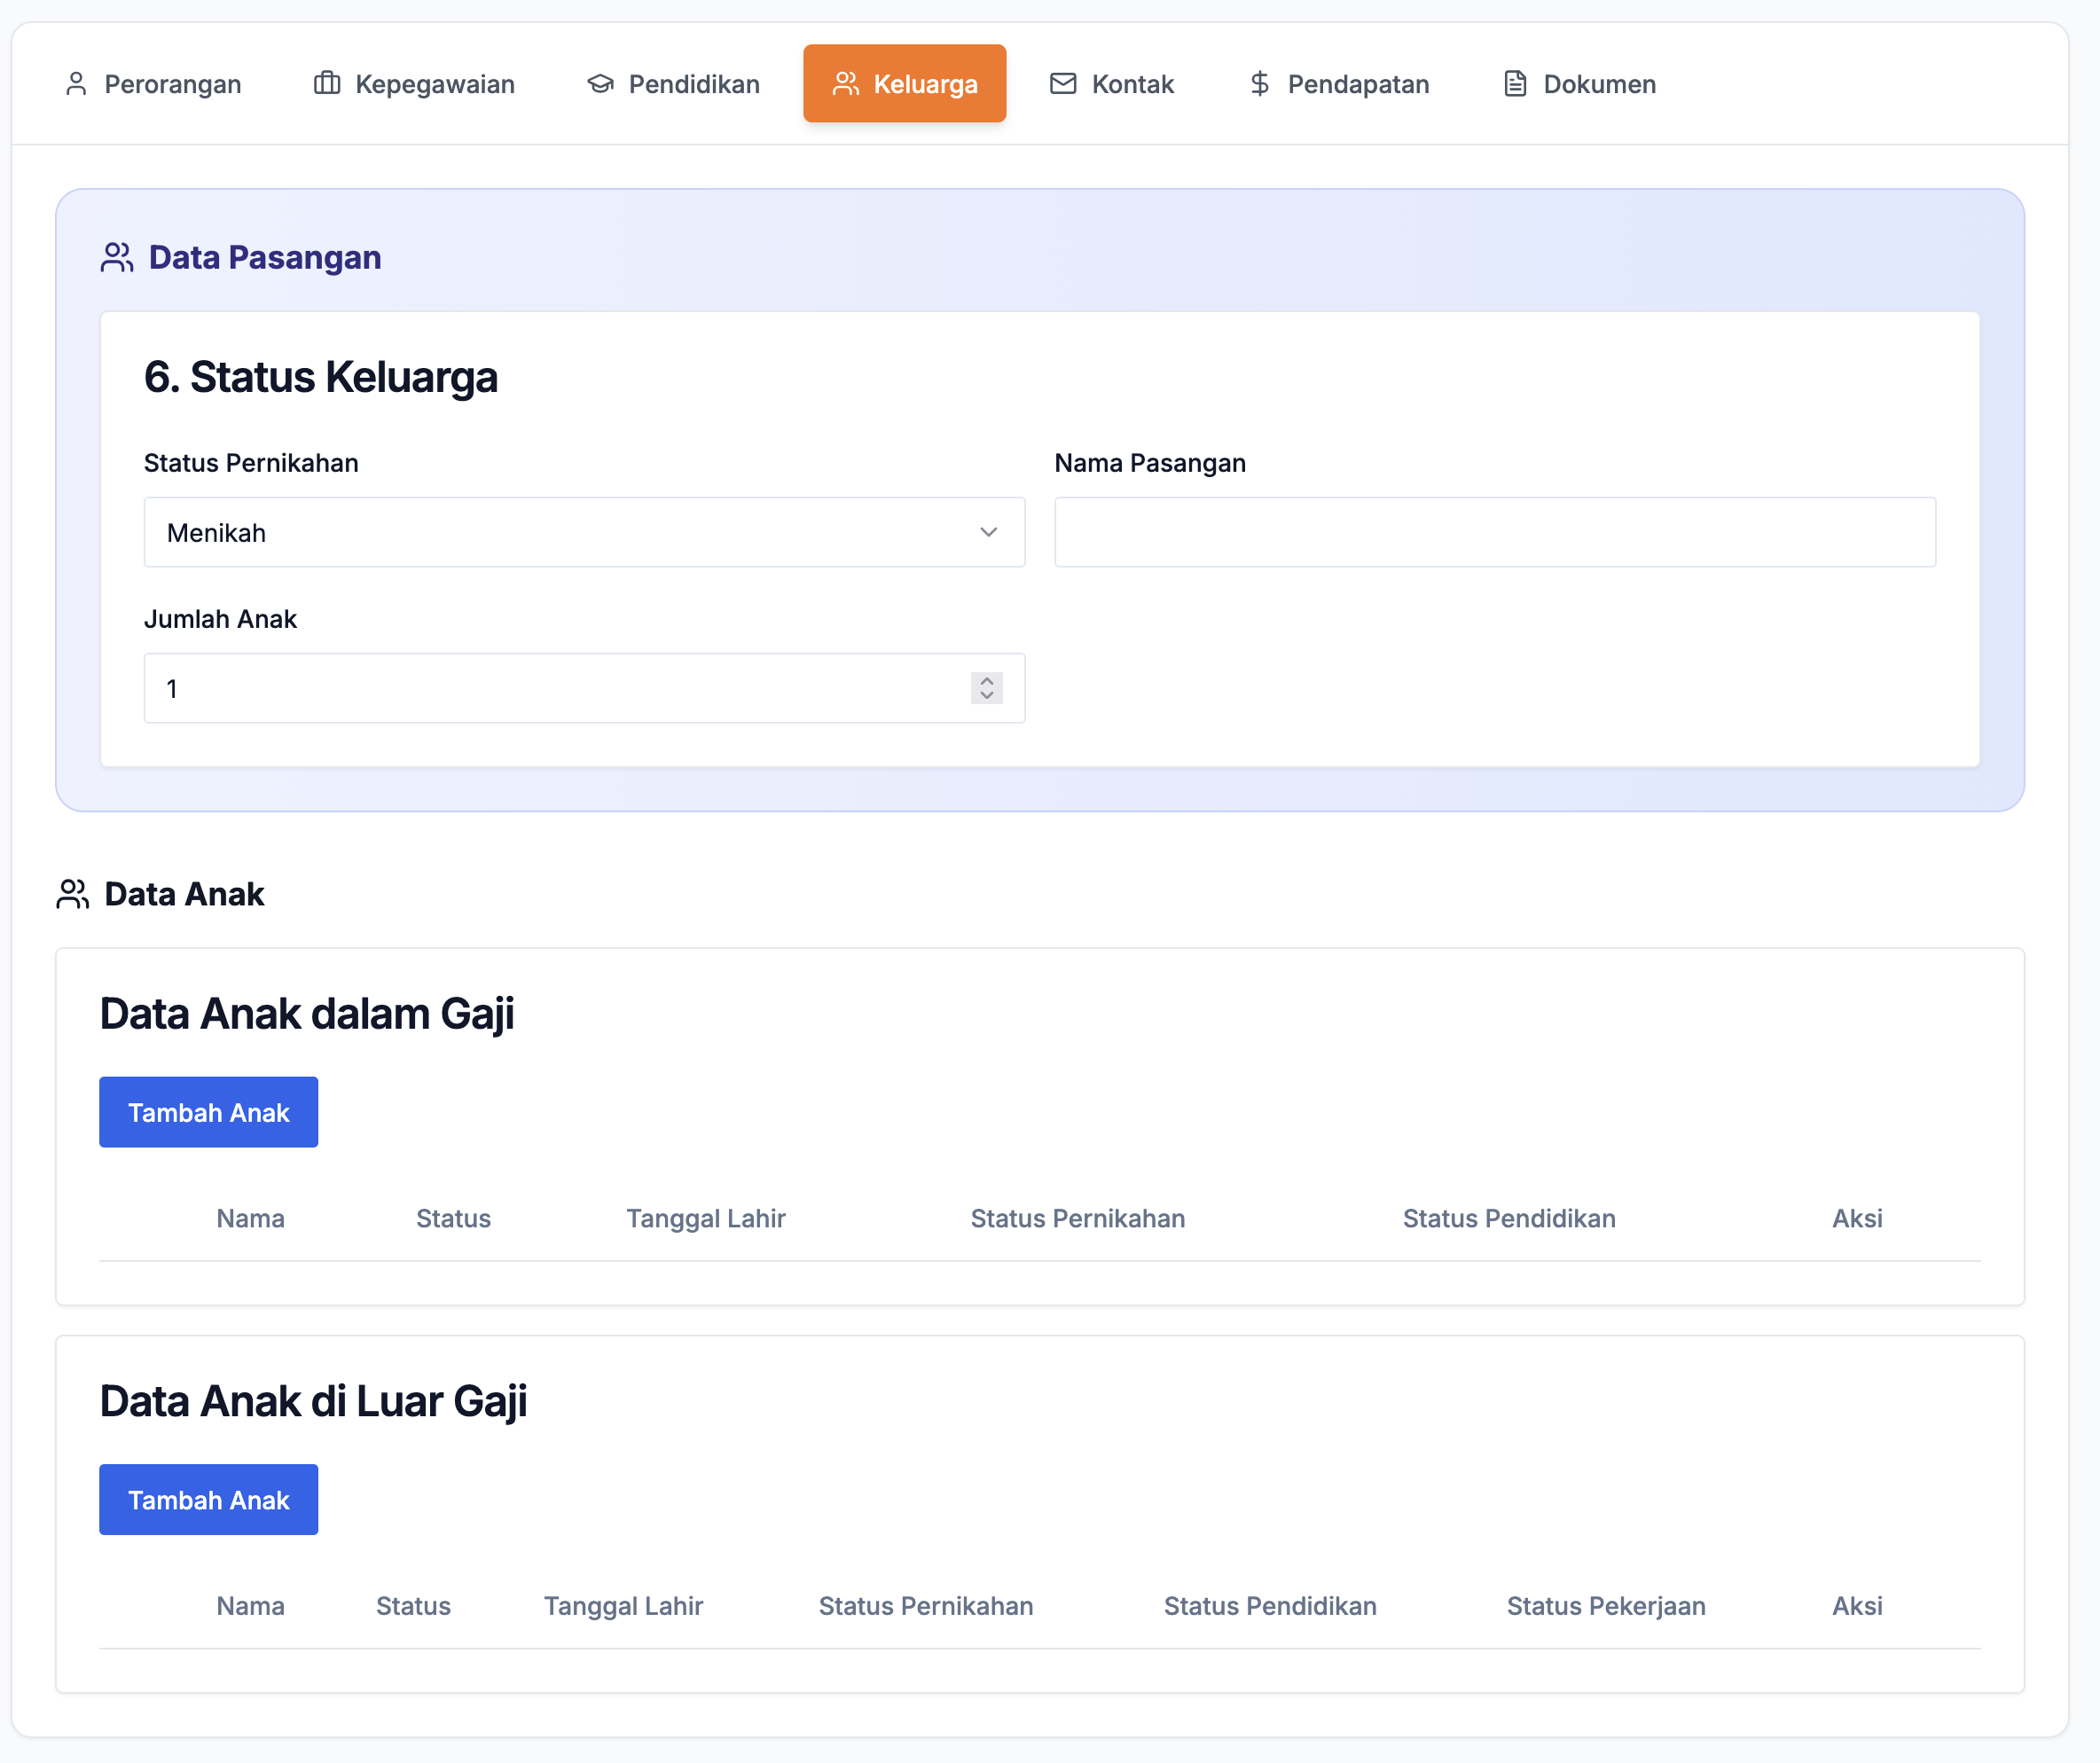 Perorangan Kepegawaian Pendidikan Keluarga Kontak Pendapatan Dokumen
Data Pasangan
6. Status Keluarga
Status Pernikahan Nama Pasangan
Menikah
Jumlah Anak
1
Data Anak
Data Anak dalam Gaji
Tambah Anak
Nama Status Tanggal Lahir Status Pernikahan Status Pendidikan Aksi
Data Anak di Luar Gaji
Tambah Anak
Nama Status Tanggal Lahir Status Pernikahan Status Pendidikan Status Pekerjaan Aksi